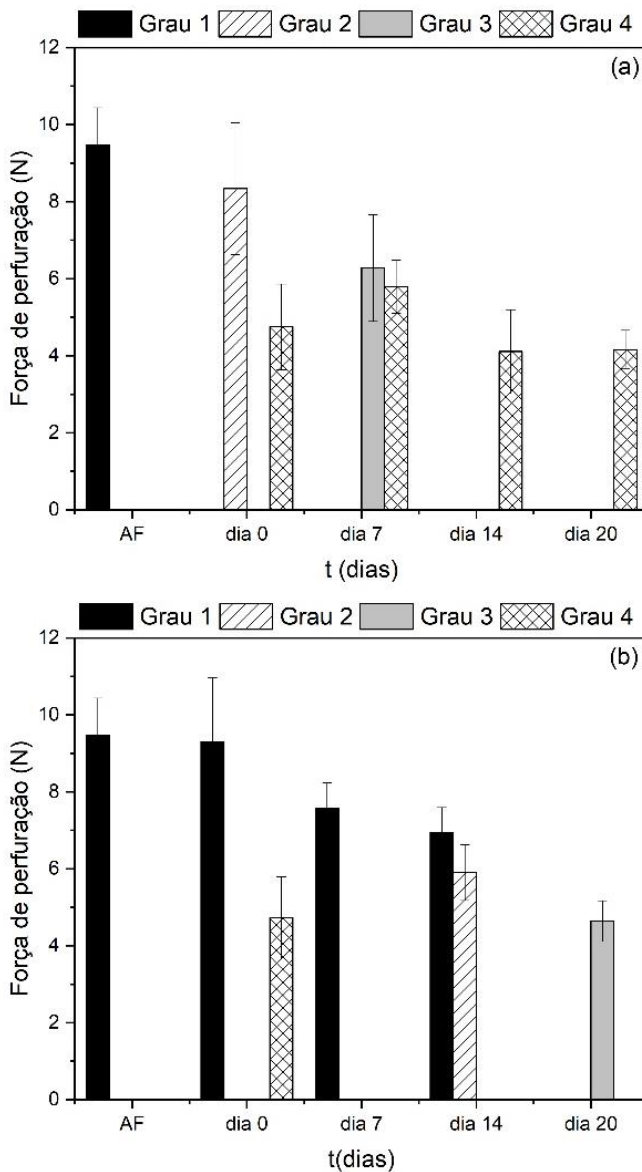 Grau 1 Grau 2 Grau 3 Grau 4
(a)
12
10
8
6
4
2
0
Força de perfuração (N)
AF dia 0 dia 7 dia 14 dia 20
t (dias)
Grau 1 Grau 2 Grau 3 Grau 4
(b)
12
10
8
6
4
2
0
Força de perfuração (N)
AF dia 0 dia 7 dia 14 dia 20
t(dias)